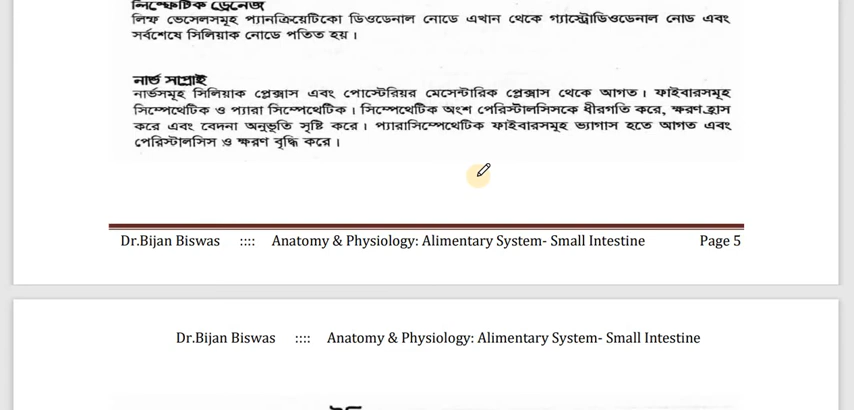 লিম্ফেটিক ড্রেনেজ
লিম্ফ ভেসেলসমূহ প্যানক্রিয়েটিকো ডিওডেনাল নোডে এখান থেকে গ্যাস্ট্রোডিওডেনাল নোড এবং
সর্বশেষে সিলিয়াক নোডে পতিত হয়।
নার্ভ সাপ্লাই
নার্ভসমূহ সিলিয়াক প্লেক্সাস এবং পোস্টেরিয়র মেসেন্টারিক প্লেক্সাস থেকে আগত। ফাইবারসমূহ
সিম্পেথেটিক ও প্যারা সিম্পেথেটিক। সিম্পেথেটিক অংশ পেরিস্টালসিসকে ধীরগতি করে, ক্ষরণ হ্রাস
করে এবং বেদনা অনুভূতি সৃষ্টি করে। প্যারাসিম্পেথেটিক ফাইবারসমূহ ভ্যাগাস হতে আগত এবং
পেরিস্টালসিস ও ক্ষরণ বৃদ্ধি করে।
Dr.Bijan Biswas :::: Anatomy & Physiology: Alimentary System- Small Intestine Page 5
Dr.Bijan Biswas :::: Anatomy & Physiology: Alimentary System- Small Intestine